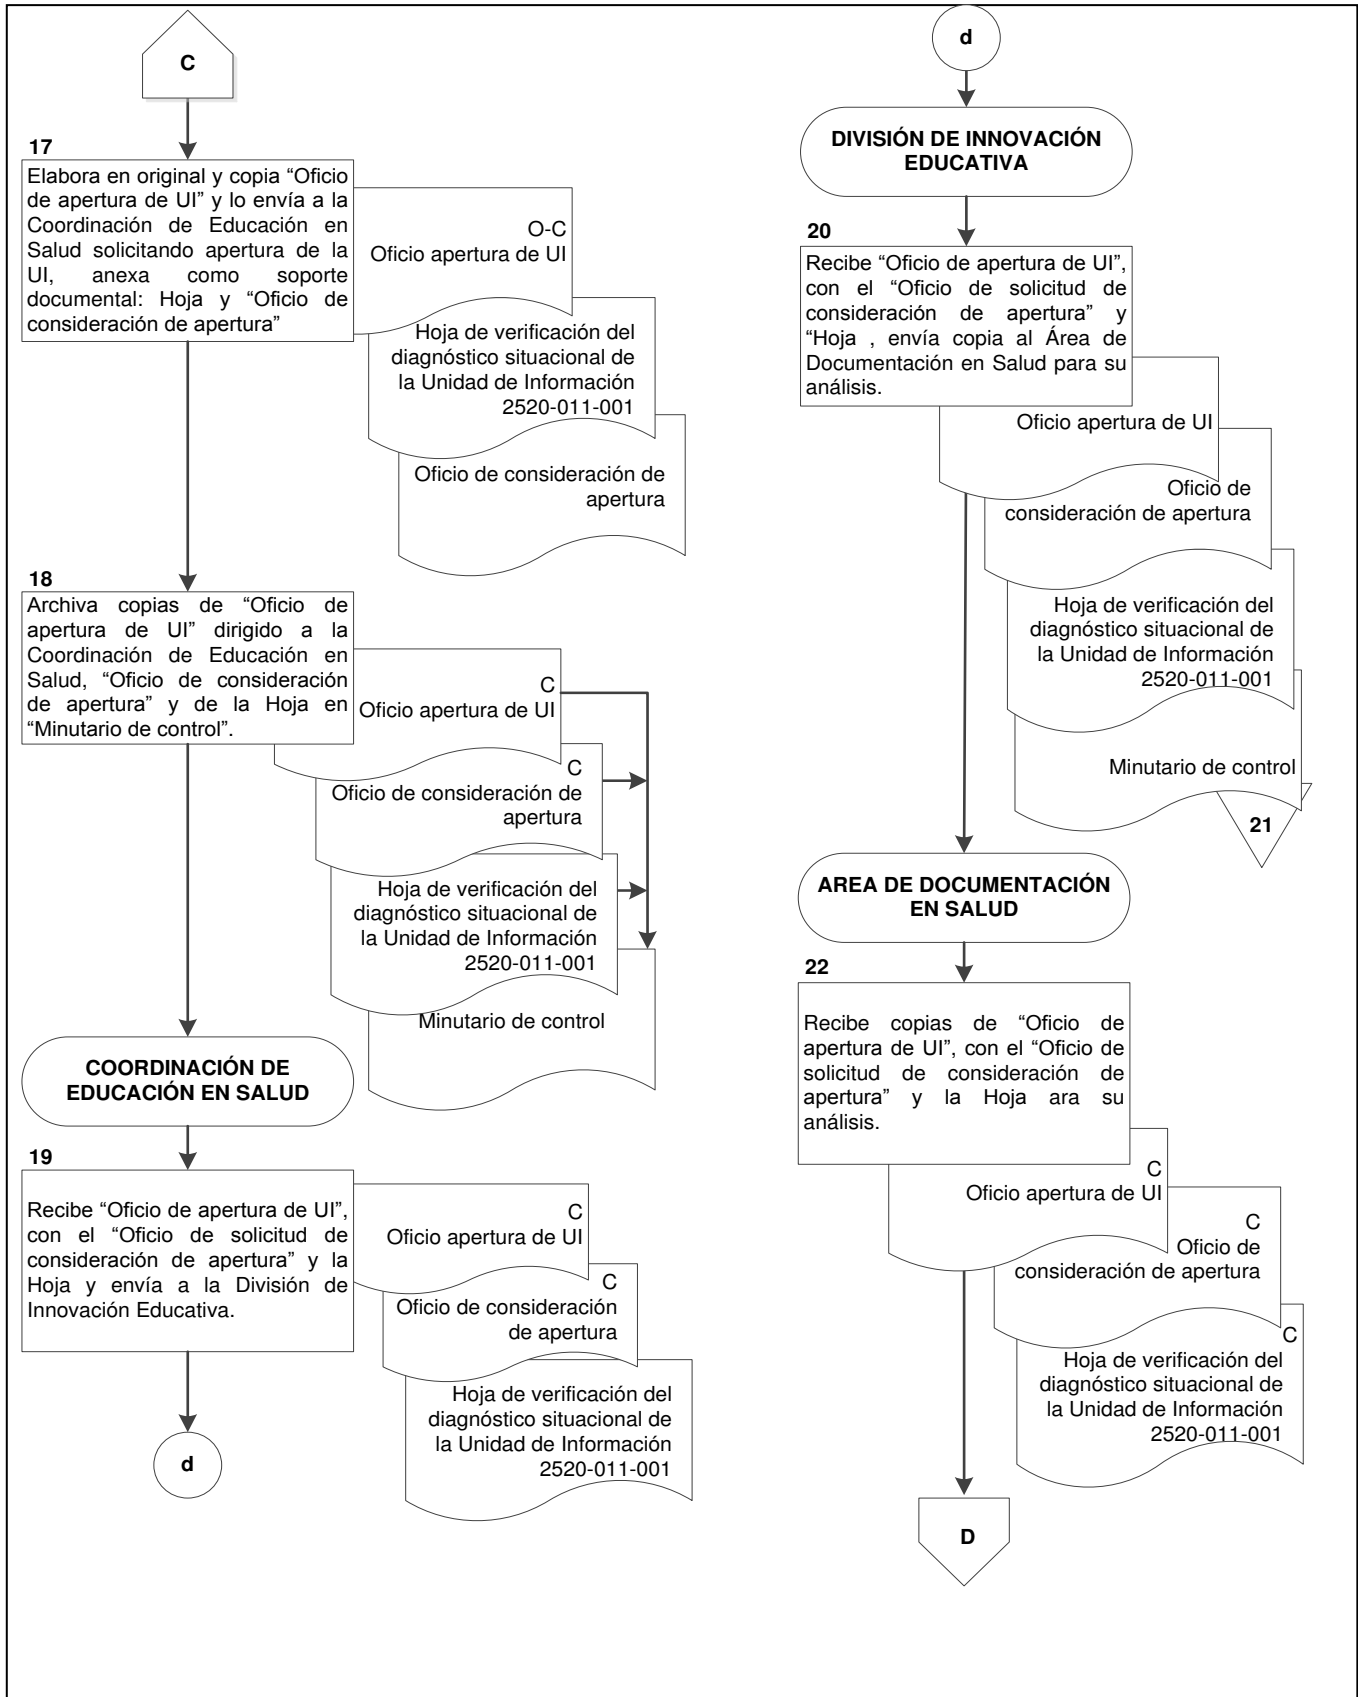 C
17
Elabora en original y copia “Oficio
de apertura de UI” y lo envía a la
Coordinación de Educación en
Salud solicitando apertura de la
UI, anexa como soporte
documental: Hoja y “Oficio de
consideración de apertura”
O-C
Oficio apertura de UI
Hoja de verificación del
diagnóstico situacional de
la Unidad de Información
2520-011-001
Oficio de consideración de
apertura
18
Archiva copias de “Oficio de
apertura de UI” dirigido a la
Coordinación de Educación en
Salud, “Oficio de consideración
de apertura” y de la Hoja en
“Minutario de control”.
C
Oficio apertura de UI
C
Oficio de consideración de
apertura
Hoja de verificación del
diagnóstico situacional de
la Unidad de Información
2520-011-001
Minutario de control
COORDINACIÓN DE
EDUCACIÓN EN SALUD
19
Recibe “Oficio de apertura de UI”,
con el “Oficio de solicitud de
consideración de apertura” y la
Hoja y envía a la División de
Innovación Educativa.
C
Oficio apertura de UI
C
Oficio de consideración
de apertura
Hoja de verificación del
diagnóstico situacional de
la Unidad de Información
2520-011-001
d
d
DIVISIÓN DE INNOVACIÓN
EDUCATIVA
20
Recibe “Oficio de apertura de UI”,
con el “Oficio de solicitud de
consideración de apertura” y
“Hoja , envía copia al Área de
Documentación en Salud para su
análisis.
Oficio apertura de UI
Oficio de
consideración de apertura
Hoja de verificación del
diagnóstico situacional de
la Unidad de Información
2520-011-001
Minutario de control
21
AREA DE DOCUMENTACIÓN
EN SALUD
22
Recibe copias de “Oficio de
apertura de UI”, con el “Oficio de
solicitud de consideración de
apertura” y la Hoja ara su
análisis.
C
Oficio apertura de UI
C
Oficio de
consideración de apertura
C
Hoja de verificación del
diagnóstico situacional de
la Unidad de Información
2520-011-001
D